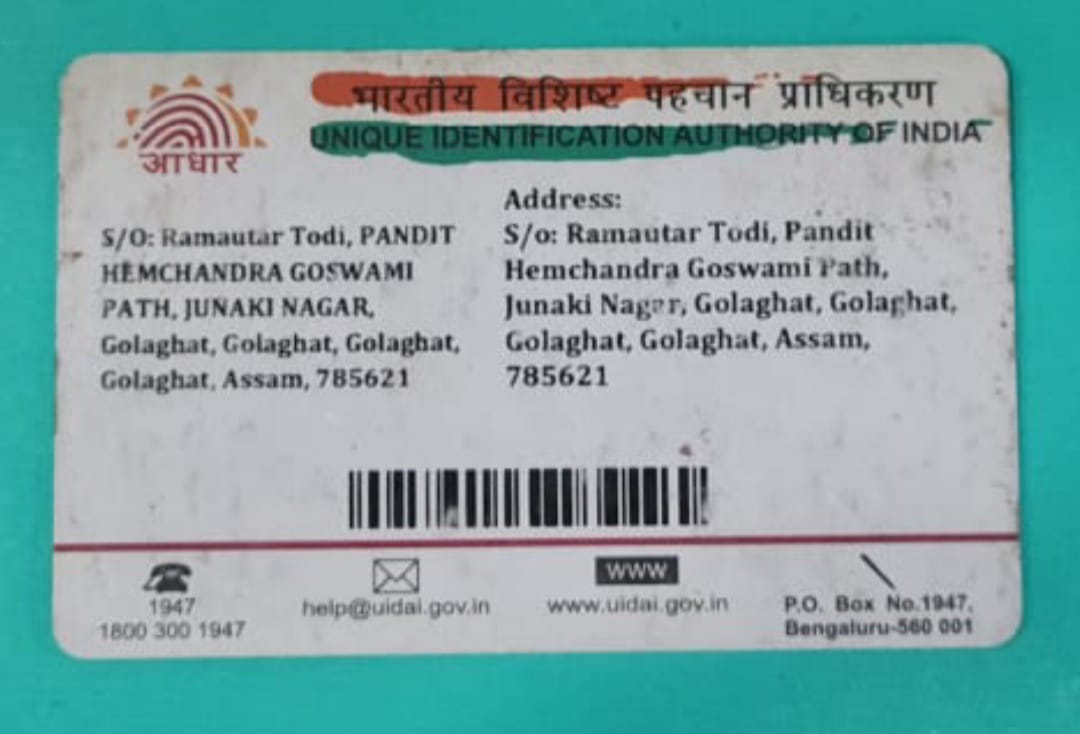 भारतीय विशिष्ट पहचान प्राधिकरण
UNIQUE IDENTIFICATION AUTHORITY OF INDIA
आधार
S/O: Ramautar Todi, PANDIT
HEMCHANDRA GOSWAMI
PATH, JUNAKI NAGAR,
Golaghat, Golaghat, Golaghat,
Golaghat, Assam, 785621
Address:
S/o: Ramautar Todi, Pandit
Hemchandra Goswami Path,
Junaki Nagar, Golaghat, Golaghat,
Golaghat, Golaghat, Assam,
785621
1947
1800 300 1947
help@uidai.gov.in
www
www.uidai.gov.in
P.O. Box No.1947,
Bengaluru-560 001